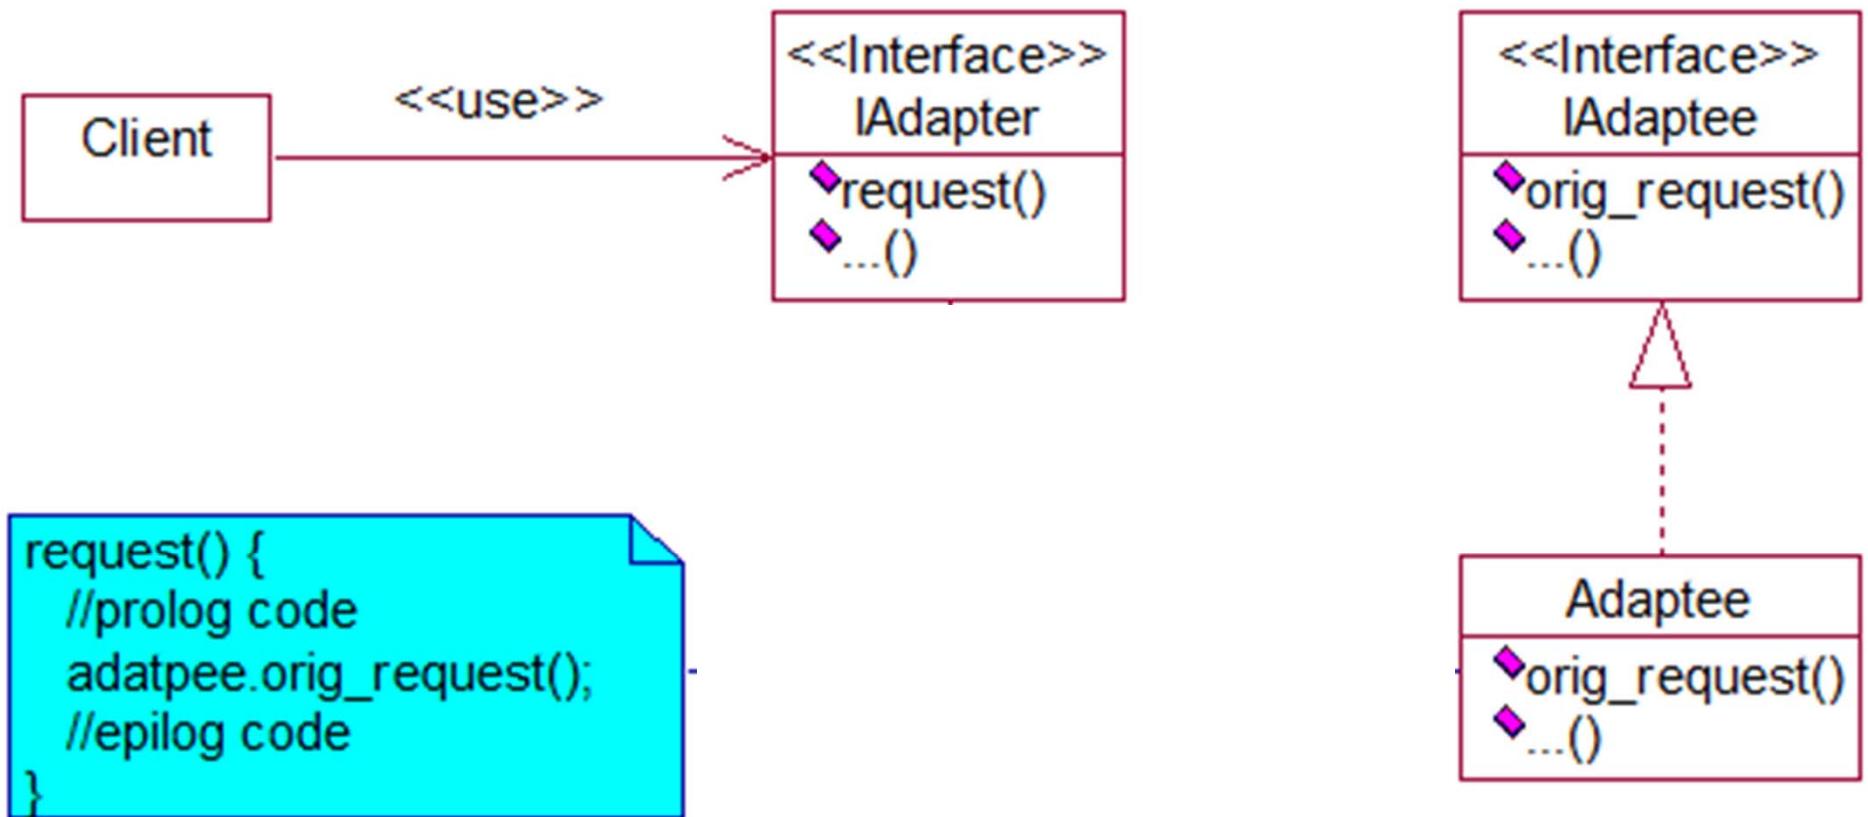 Client
<<use>>
<<Interface>>
IAdapter
request()
...()
<<Interface>>
IAdaptee
orig_request()
...()
request() {
//prolog code
adatpee.orig_request();
//epilog code
}
Adaptee
orig_request()
...()